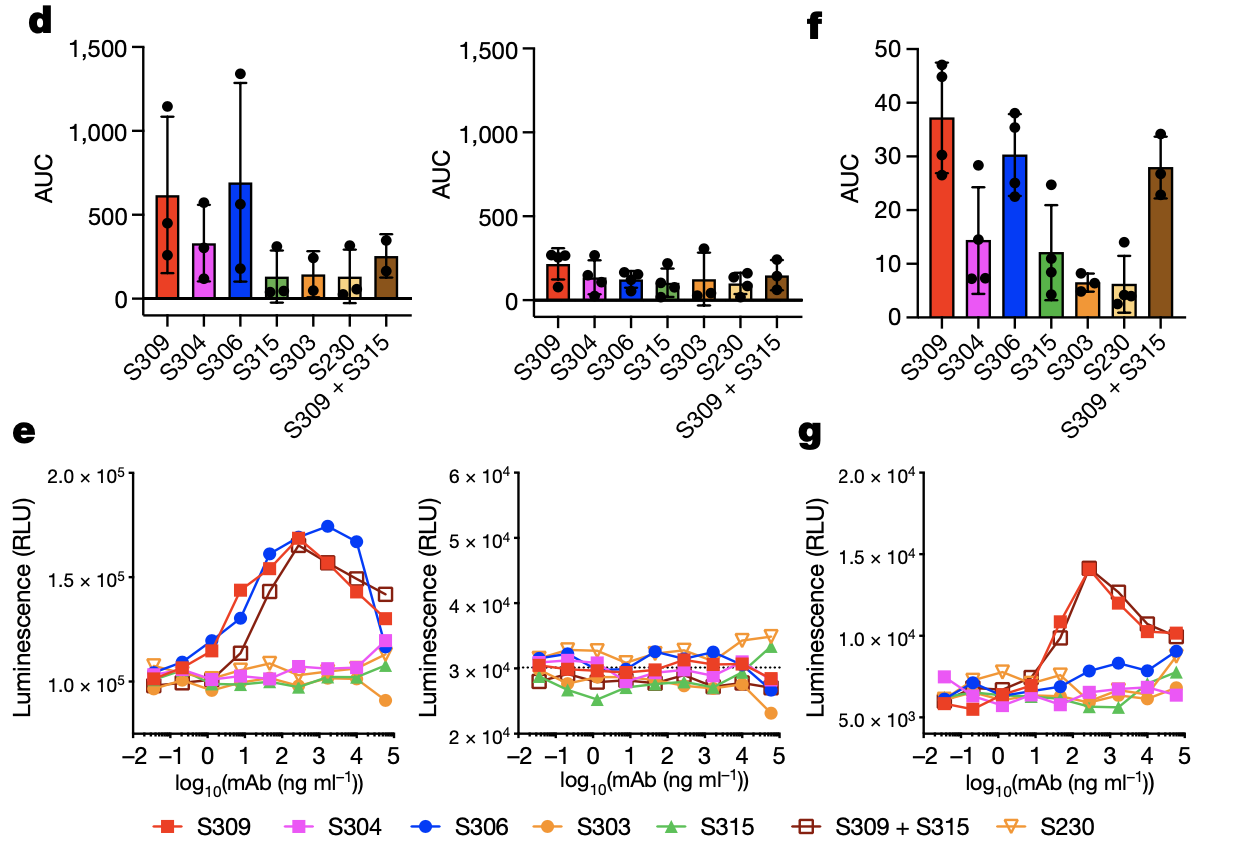 d
1,500
1,000
500
0
AUC
S309
S304
S306
S315
S303
S230
S309 + S315
1,500
1,000
500
0
AUC
S309
S304
S306
S315
S303
S230
S309 + S315
f
50
40
30
20
10
0
AUC
S309
S304
S306
S315
S303
S230
S309 + S315
e
2.0 × 10⁵
1.5 × 10⁵
1.0 × 10⁵
Luminescence (RLU)
−2 −1 0 1 2 3 4 5
log₁₀(mAb (ng ml⁻¹))
6 × 10⁴
5 × 10⁴
4 × 10⁴
3 × 10⁴
2 × 10⁴
Luminescence (RLU)
−2 −1 0 1 2 3 4 5
log₁₀(mAb (ng ml⁻¹))
g
2.0 × 10⁴
1.5 × 10⁴
1.0 × 10⁴
5.0 × 10³
Luminescence (RLU)
−2 −1 0 1 2 3 4 5
log₁₀(mAb (ng ml⁻¹))
S309 S304 S306 S303 S315 S309 + S315 S230